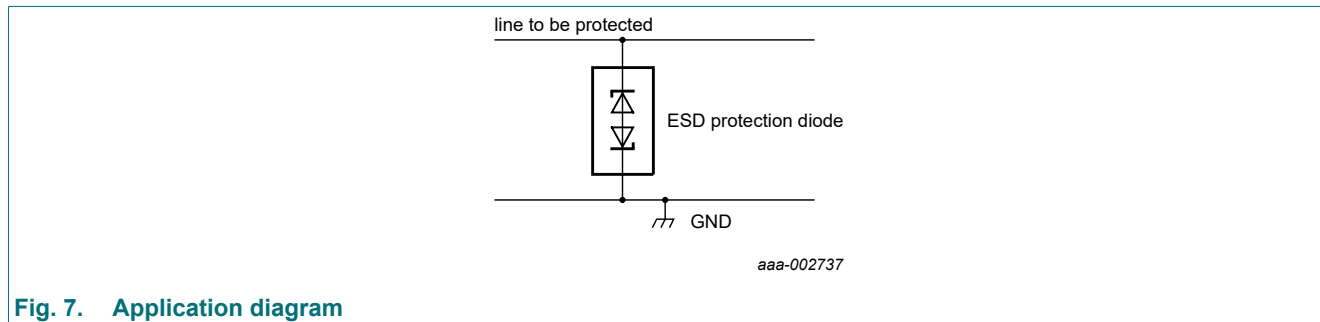 line to be protected
ESD protection diode
GND
aaa-002737
Fig. 7. Application diagram